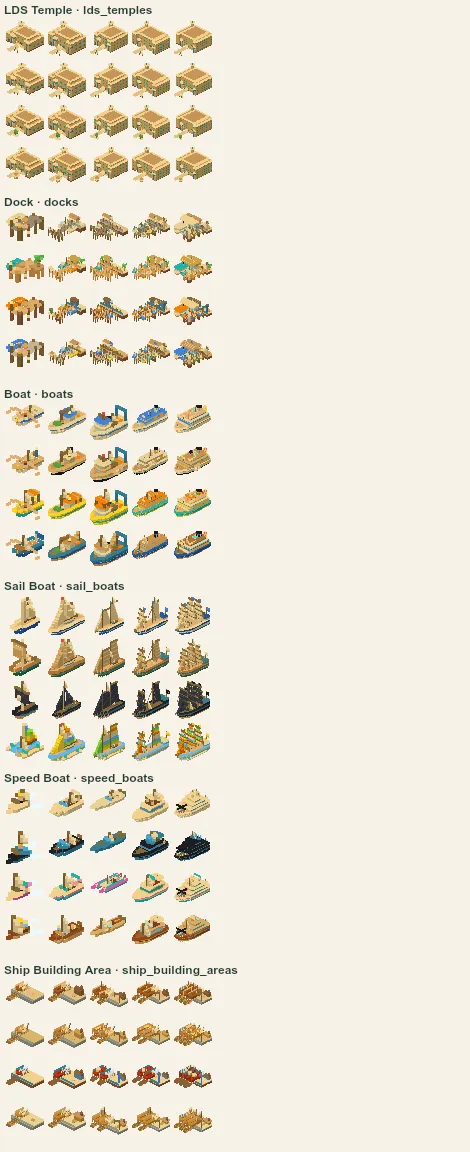 LDS Temple · lds_temples
Dock · docks
Boat · boats
Sail Boat · sail_boats
Speed Boat · speed_boats
Ship Building Area · ship_building_areas